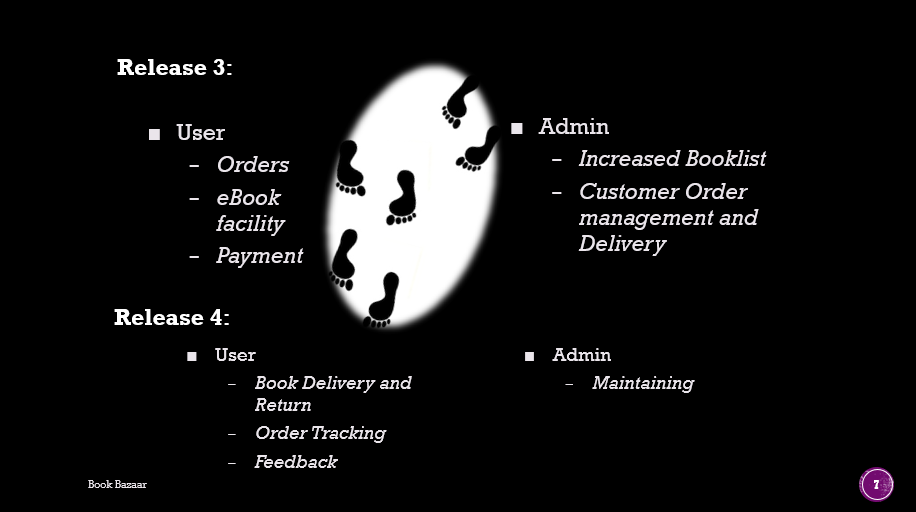 Release 3:
■ User
– Orders
– eBook
facility
– Payment
■ Admin
– Increased Booklist
– Customer Order
management and
Delivery
Release 4:
■ User
– Book Delivery and
Return
– Order Tracking
– Feedback
■ Admin
– Maintaining
Book Bazaar
7